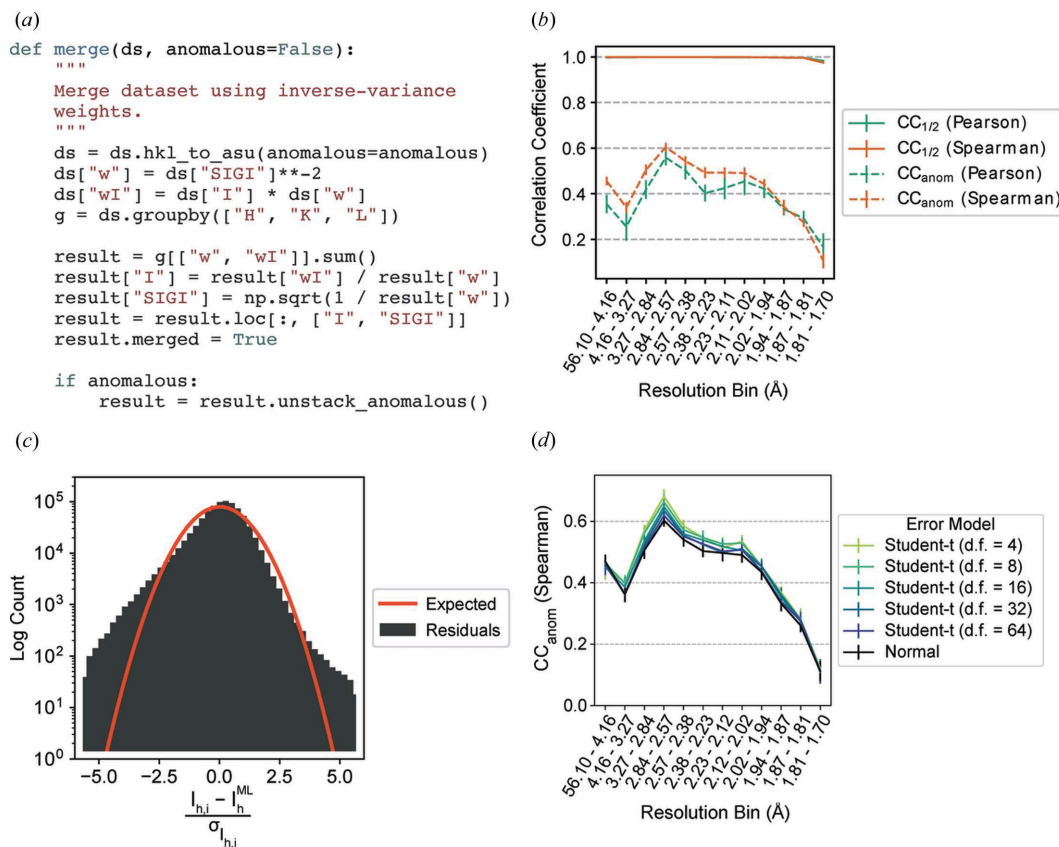 (a)
def merge(ds, anomalous=False):
"""
Merge dataset using inverse-variance
weights.
"""
ds = ds.hkl_to_asu(anomalous=anomalous)
ds["w"] = ds["SIGI"]**-2
ds["wI"] = ds["I"] * ds["w"]
g = ds.groupby(["H", "K", "L"])
result = g[["w", "wI"]].sum()
result["I"] = result["wI"] / result["w"]
result["SIGI"] = np.sqrt(1 / result["w"])
result = result.loc[:, ["I", "SIGI"]]
result.merged = True
if anomalous:
result = result.unstack_anomalous()
(b)
Correlation Coefficient
1.0
0.8
0.6
0.4
0.2
56.10 - 4.16
4.16 - 3.27
3.27 - 2.84
2.84 - 2.57
2.57 - 2.38
2.38 - 2.23
2.23 - 2.11
2.11 - 2.02
2.02 - 1.94
1.94 - 1.87
1.87 - 1.81
1.81 - 1.70
Resolution Bin (Å)
CC1/2 (Pearson)
CC1/2 (Spearman)
CCanom (Pearson)
CCanom (Spearman)
(c)
Log Count
10^5
10^4
10^3
10^2
10^1
10^0
−5.0 −2.5 0.0 2.5 5.0
I_h,i − I_h^ML
σ_I_h,i
Expected
Residuals
(d)
CCanom (Spearman)
0.6
0.4
0.2
0.0
56.10 - 4.16
4.16 - 3.27
3.27 - 2.84
2.84 - 2.57
2.57 - 2.38
2.38 - 2.23
2.23 - 2.12
2.12 - 2.02
2.02 - 1.94
1.94 - 1.87
1.87 - 1.81
1.81 - 1.70
Resolution Bin (Å)
Error Model
Student-t (d.f. = 4)
Student-t (d.f. = 8)
Student-t (d.f. = 16)
Student-t (d.f. = 32)
Student-t (d.f. = 64)
Normal